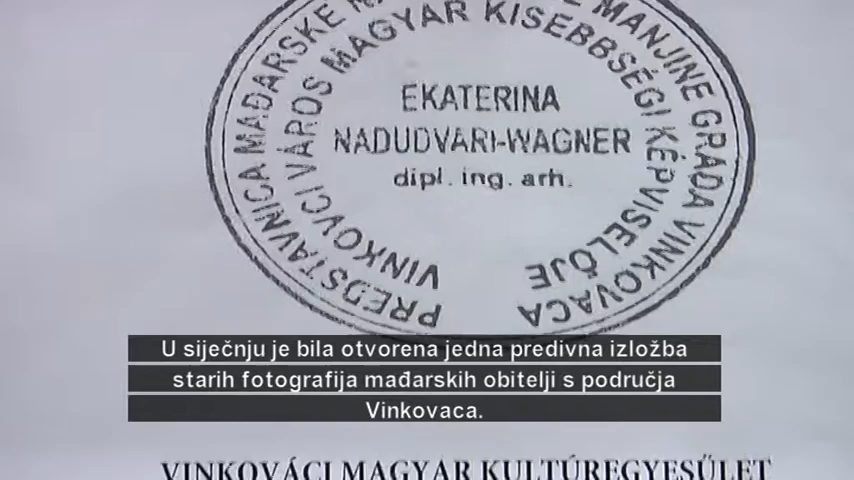 PREDSTAVNICA MAĐARSKE MANJINE GRADA VINKOVACA
VINKOVCI VÁROS MAGYAR KISEBBSÉGI KÉPVISELŐJE
EKATERINA
NADUDVARI-WAGNER
dipl. ing. arh.
U siječnju je bila otvorena jedna predivna izložba
starih fotografija mađarskih obitelji s područja
Vinkovaca.
VINKOVÁCI MAGYAR KULTÚREGYESÜLET